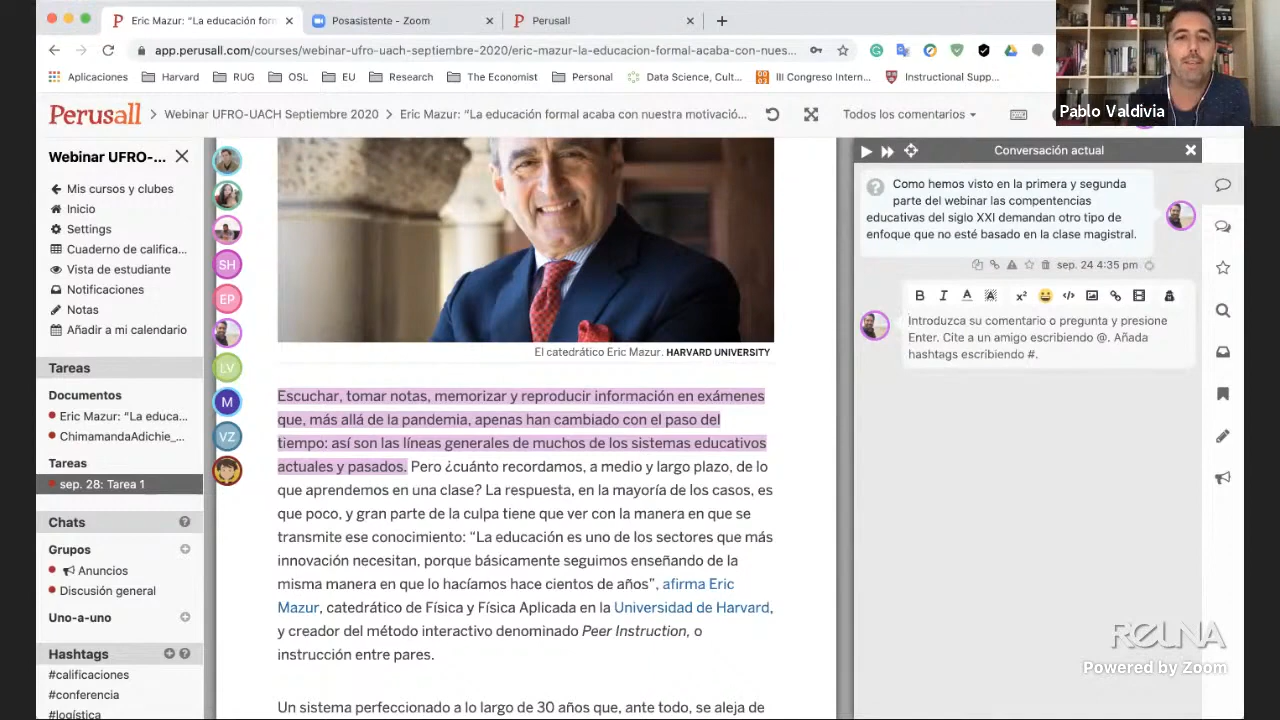 Eric Mazur: “La educación form
Posasistente - Zoom
Perusall
app.perusall.com/courses/webinar-ufro-uach-septiembre-2020/eric-mazur-la-educacion-formal-acaba-con-nues...
Aplicaciones
Harvard
RUG
OSL
EU
Research
The Economist
Personal
Data Science, Cult...
III Congreso Intern...
Instructional Supp...
Pablo Valdivia
Perusall
Webinar UFRO-UACH Septiembre 2020
Eric Mazur: “La educación formal acaba con nuestra motivació...
Todos los comentarios
Webinar UFRO-...
Mis cursos y clubes
Inicio
Settings
Cuaderno de califica...
Vista de estudiante
Notificaciones
Notas
Añadir a mi calendario
Tareas
Documentos
Eric Mazur: “La educa...
ChimamandaAdichie_...
Tareas
sep. 28: Tarea 1
Chats
Grupos
Anuncios
Discusión general
Uno-a-uno
Hashtags
#calificaciones
#conferencia
#logística
SH
EP
LV
M
VZ
El catedrático Eric Mazur. HARVARD UNIVERSITY
Escuchar, tomar notas, memorizar y reproducir información en exámenes
que, más allá de la pandemia, apenas han cambiado con el paso del
tiempo: así son las líneas generales de muchos de los sistemas educativos
actuales y pasados. Pero ¿cuánto recordamos, a medio y largo plazo, de lo
que aprendemos en una clase? La respuesta, en la mayoría de los casos, es
que poco, y gran parte de la culpa tiene que ver con la manera en que se
transmite ese conocimiento: “La educación es uno de los sectores que más
innovación necesitan, porque básicamente seguimos enseñando de la
misma manera en que lo hacíamos hace cientos de años”, afirma Eric
Mazur, catedrático de Física y Física Aplicada en la Universidad de Harvard,
y creador del método interactivo denominado Peer Instruction, o
instrucción entre pares.
Un sistema perfeccionado a lo largo de 30 años que, ante todo, se aleja de
Conversación actual
Como hemos visto en la primera y segunda
parte del webinar las compentencias
educativas del siglo XXI demandan otro tipo de
enfoque que no esté basado en la clase magistral.
sep. 24 4:35 pm
B I A A x² </>
Introduzca su comentario o pregunta y presione
Enter. Cite a un amigo escribiendo @. Añada
hashtags escribiendo #.
REUNA
Powered by Zoom